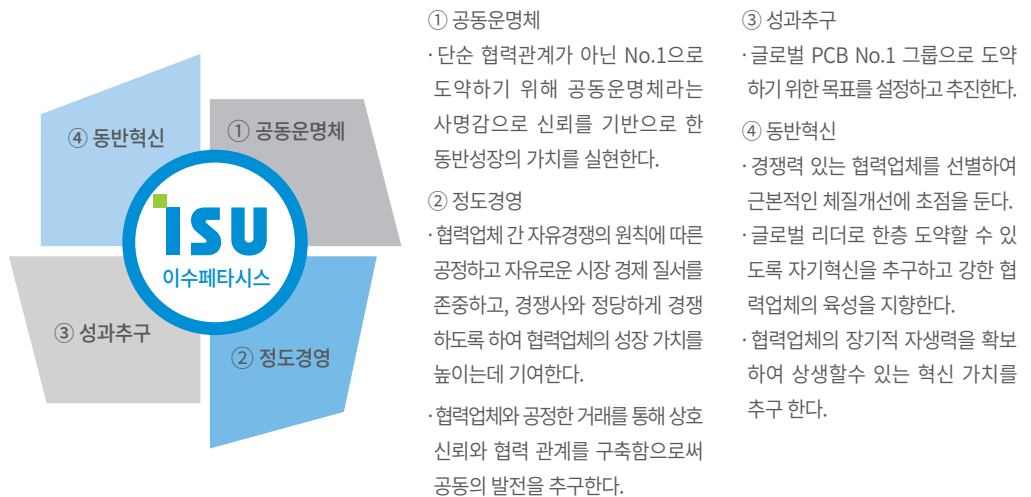 ④ 동반혁신
① 공동운명체
ISU
이수페타시스
③ 성과추구
② 정도경영
① 공동운명체
· 단순 협력관계가 아닌 No.1으로
도약하기 위해 공동운명체라는
사명감으로 신뢰를 기반으로 한
동반성장의 가치를 실현한다.
② 정도경영
· 협력업체 간 자유경쟁의 원칙에 따른
공정하고 자유로운 시장 경제 질서를
존중하고, 경쟁사와 정당하게 경쟁
하도록 하여 협력업체의 성장 가치를
높이는데 기여한다.
· 협력업체와 공정한 거래를 통해 상호
신뢰와 협력 관계를 구축함으로써
공동의 발전을 추구한다.
③ 성과추구
· 글로벌 PCB No.1 그룹으로 도약
하기 위한 목표를 설정하고 추진한다.
④ 동반혁신
· 경쟁력 있는 협력업체를 선별하여
근본적인 체질개선에 초점을 둔다.
· 글로벌 리더로 한층 도약할 수 있
도록 자기혁신을 추구하고 강한 협
력업체의 육성을 지향한다.
· 협력업체의 장기적 자생력을 확보
하여 상생할수 있는 혁신 가치를
추구 한다.